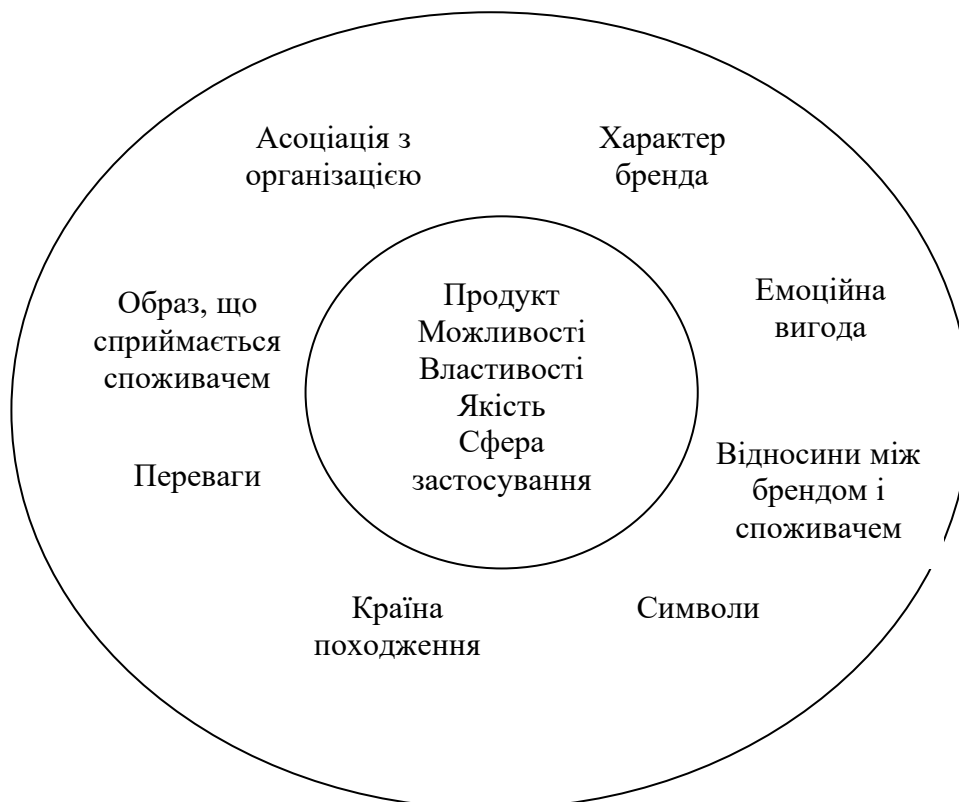 Асоціація з
організацією
Характер
бренда
Образ, що
сприймається
споживачем
Продукт
Можливості
Властивості
Якість
Сфера
застосування
Емоційна
вигода
Переваги
Відносини між
брендом і
споживачем
Країна
походження
Символи